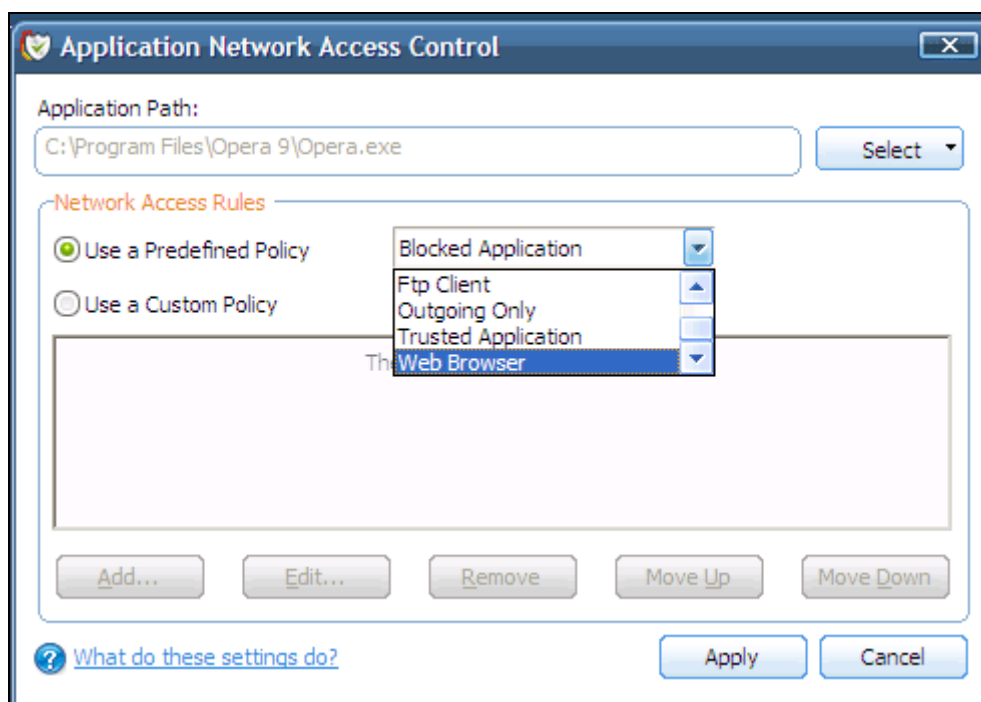 Application Network Access Control
Application Path:
C:\Program Files\Opera 9\Opera.exe
Select
Network Access Rules
Use a Predefined Policy
Blocked Application
Ftp Client
Outgoing Only
Trusted Application
Web Browser
Use a Custom Policy
Add...
Edit...
Remove
Move Up
Move Down
What do these settings do?
Apply
Cancel